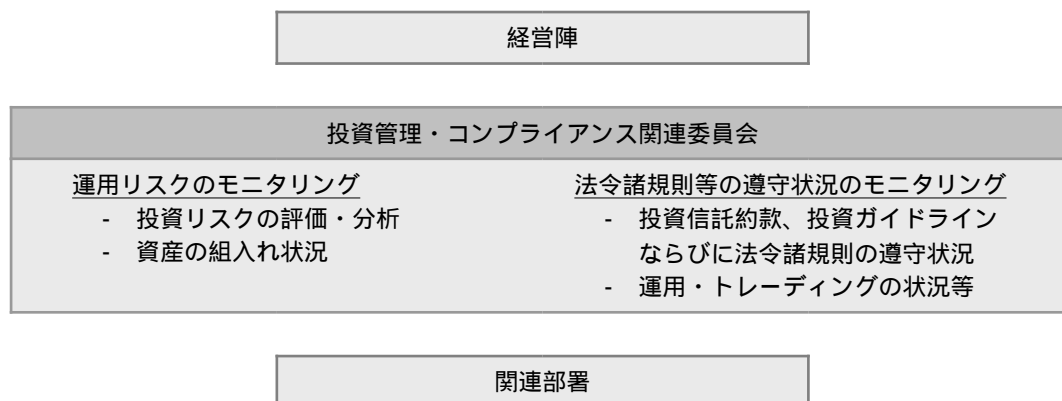 経営陣
投資管理・コンプライアンス関連委員会
運用リスクのモニタリング
- 投資リスクの評価・分析
- 資産の組入れ状況
法令諸規則等の遵守状況のモニタリング
- 投資信託約款、投資ガイドライン
ならびに法令諸規則の遵守状況
- 運用・トレーディングの状況等
関連部署